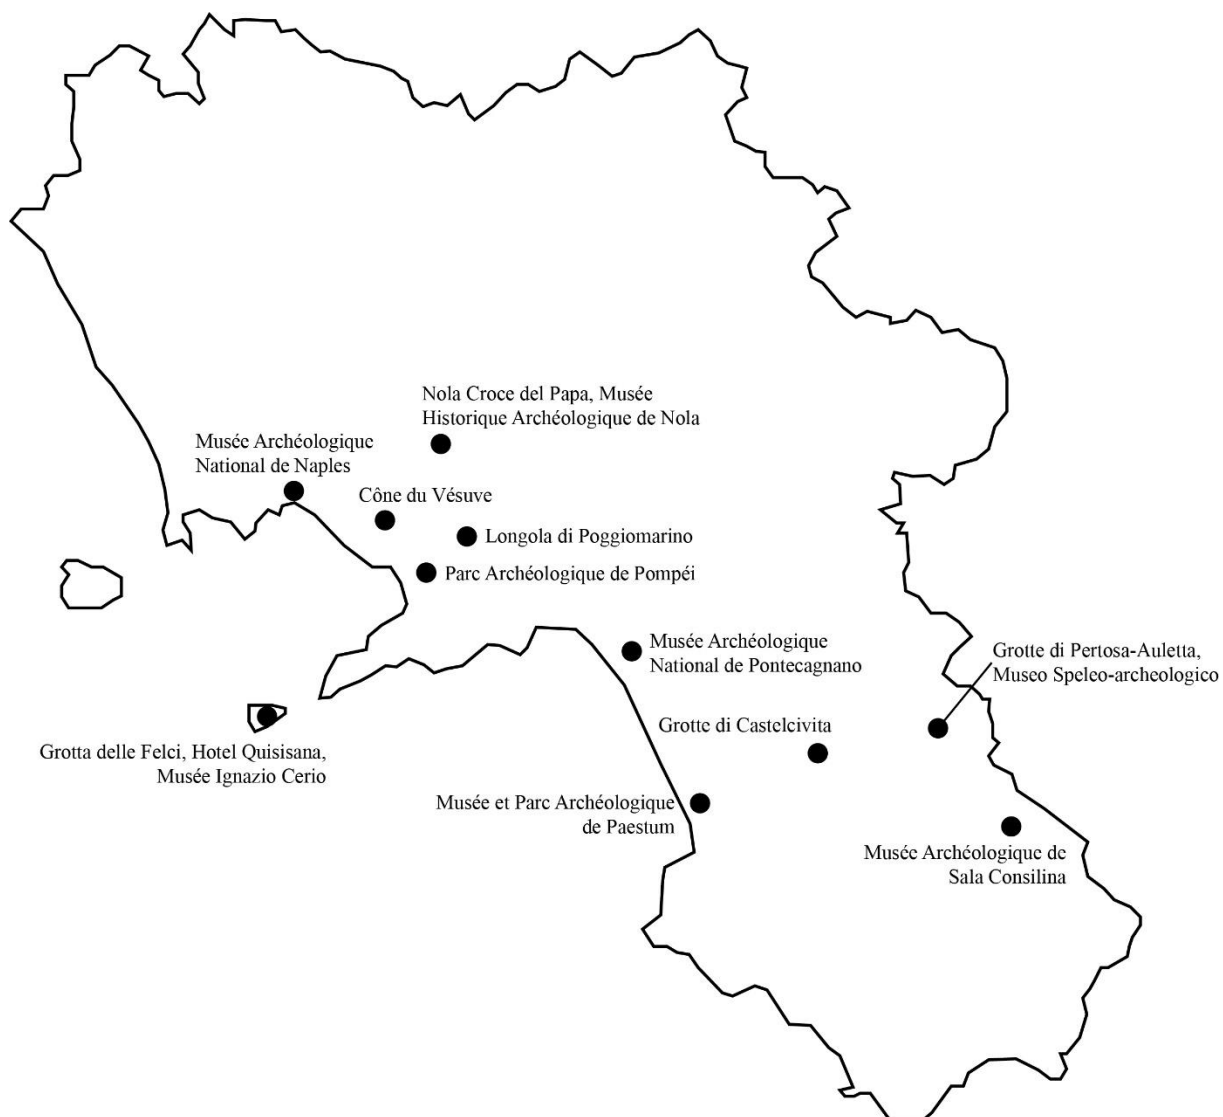 Nola Croce del Papa, Musée
Historique Archéologique de Nola
Musée Archéologique
National de Naples
Cône du Vésuve
Longola di Poggiomarino
Parc Archéologique de Pompéi
Musée Archéologique
National de Pontecagnano
Grotte di Pertosa-Auletta,
Museo Speleo-archeologico
Grotte di Castelcivita
Grotta delle Felci, Hotel Quisisana,
Musée Ignazio Cerio
Musée et Parc Archéologique
de Paestum
Musée Archéologique de
Sala Consilina